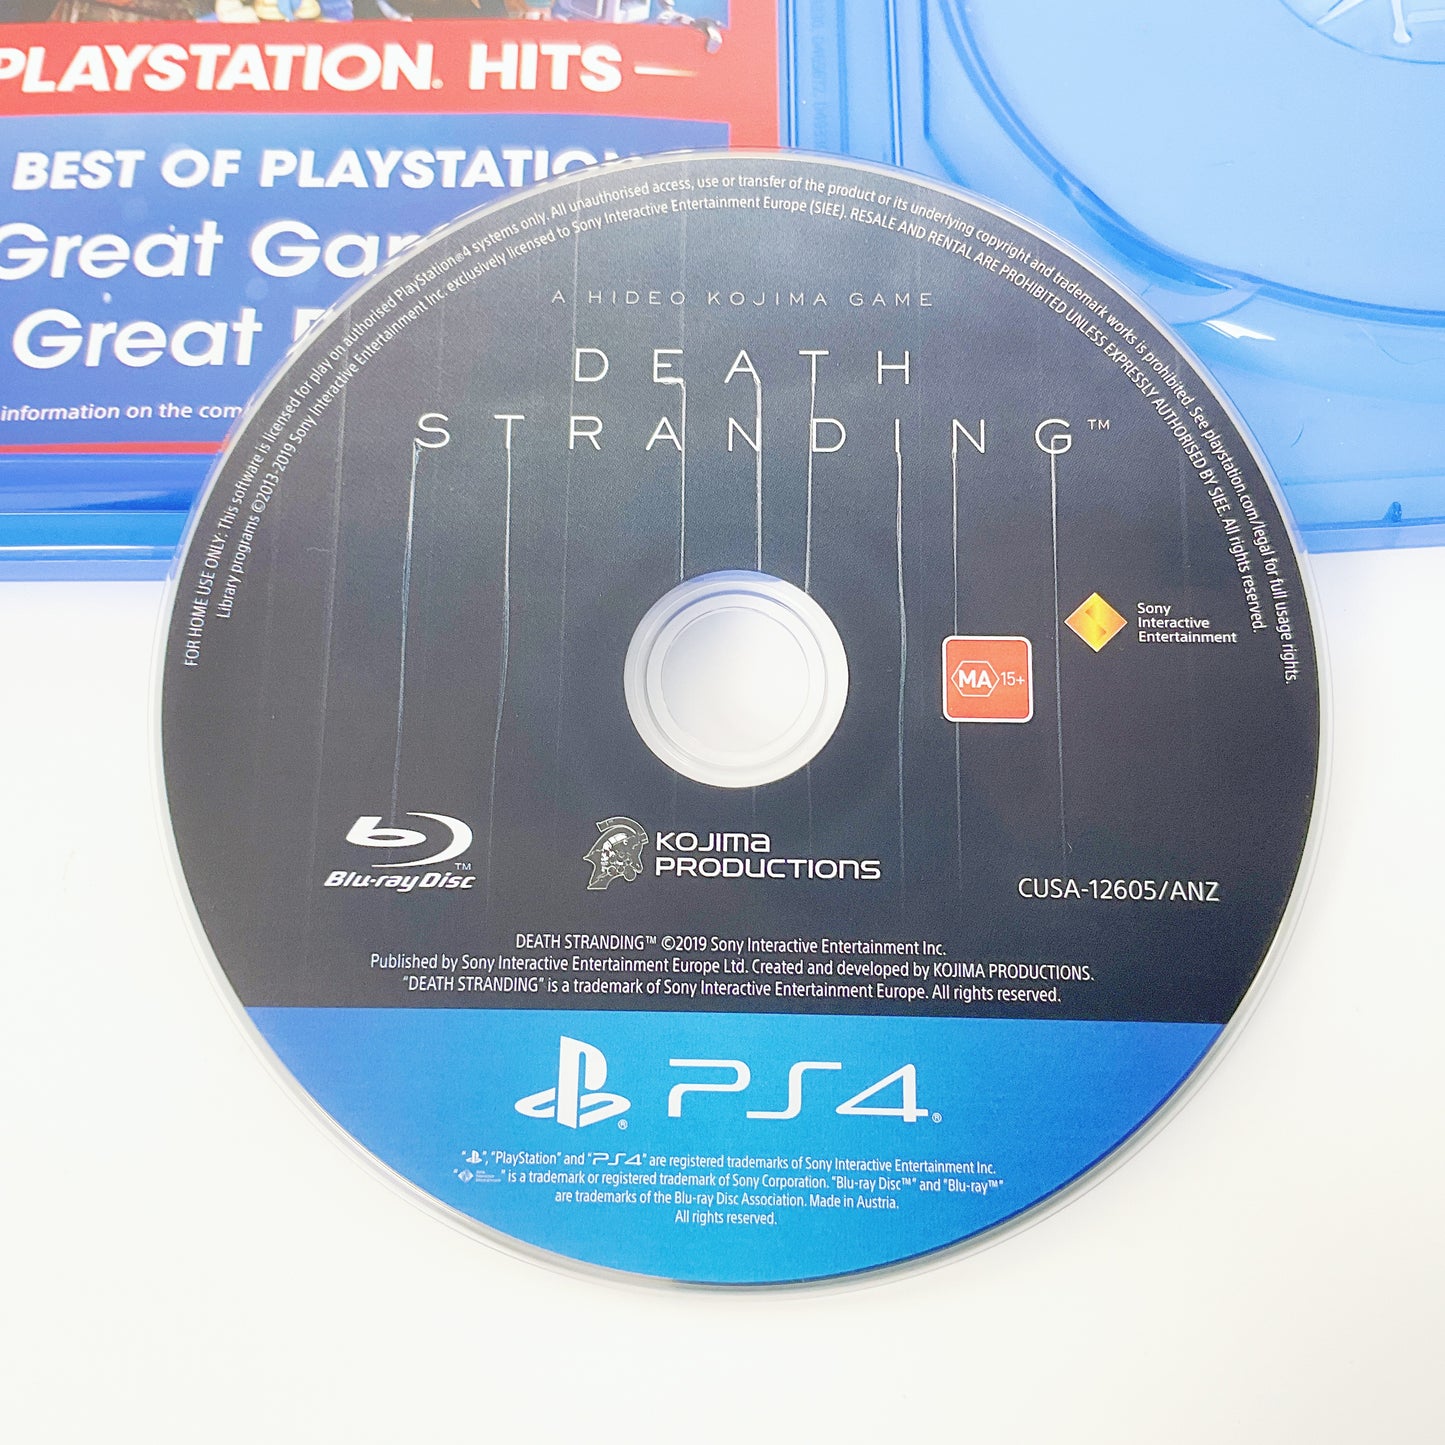 PLAYSTATION® HITS
BEST OF PLAYSTATION
Great
Great
information on the com
FOR HOME USE ONLY: This software is licensed for play on authorised PlayStation®4 systems only. All unauthorised access, use or transfer of the product or its underlying copyright and trademark works is prohibited. See playstation.com/legal for full usage rights.
Library programs ©2013-2019 Sony Interactive Entertainment Inc. exclusively licensed to Sony Interactive Entertainment Europe (SIEE). RESALE AND RENTAL ARE PROHIBITED UNLESS EXPRESSLY AUTHORISED BY SIEE. All rights reserved.
A HIDEO KOJIMA GAME
DEATH
STRANDING™
Sony
Interactive
Entertainment
MA 15+
Blu-ray Disc™
KOJIMA
PRODUCTIONS
CUSA-12605/ANZ
DEATH STRANDING™ ©2019 Sony Interactive Entertainment Inc.
Published by Sony Interactive Entertainment Europe Ltd. Created and developed by KOJIMA PRODUCTIONS.
"DEATH STRANDING" is a trademark of Sony Interactive Entertainment Europe. All rights reserved.
PS4®
" ", "PlayStation" and "PS4" are registered trademarks of Sony Interactive Entertainment Inc.
" " is a trademark or registered trademark of Sony Corporation. "Blu-ray Disc™" and "Blu-ray™"
are trademarks of the Blu-ray Disc Association. Made in Austria.
All rights reserved.